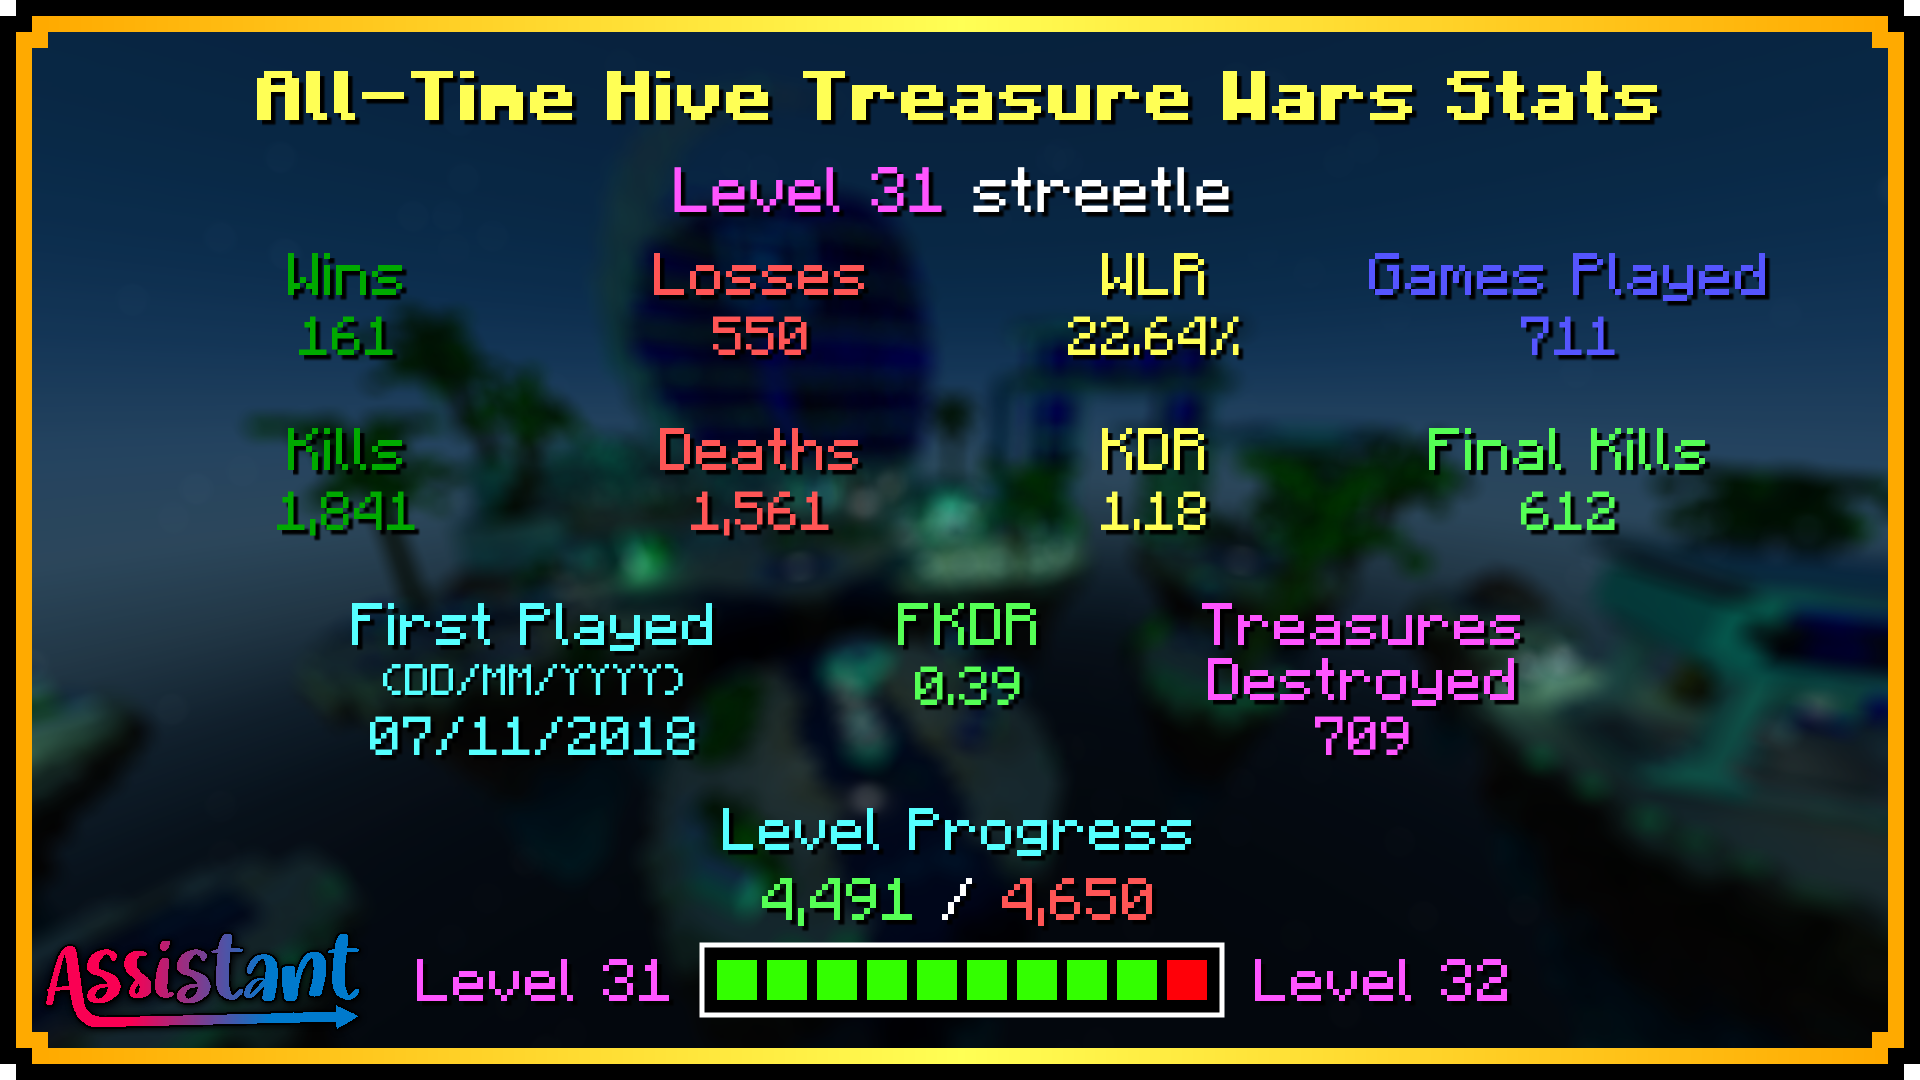 All-Time Hive Treasure Wars Stats
Level 31 streetle
Wins Losses WLR Games Played
161 550 22.64% 711
Kills Deaths KDR Final Kills
1,841 1,561 1.18 612
First Played FKDR Treasures
(DD/MM/YYYY) 0.39 Destroyed
07/11/2018 709
Level Progress
4,491 / 4,650
Assistant Level 31 Level 32